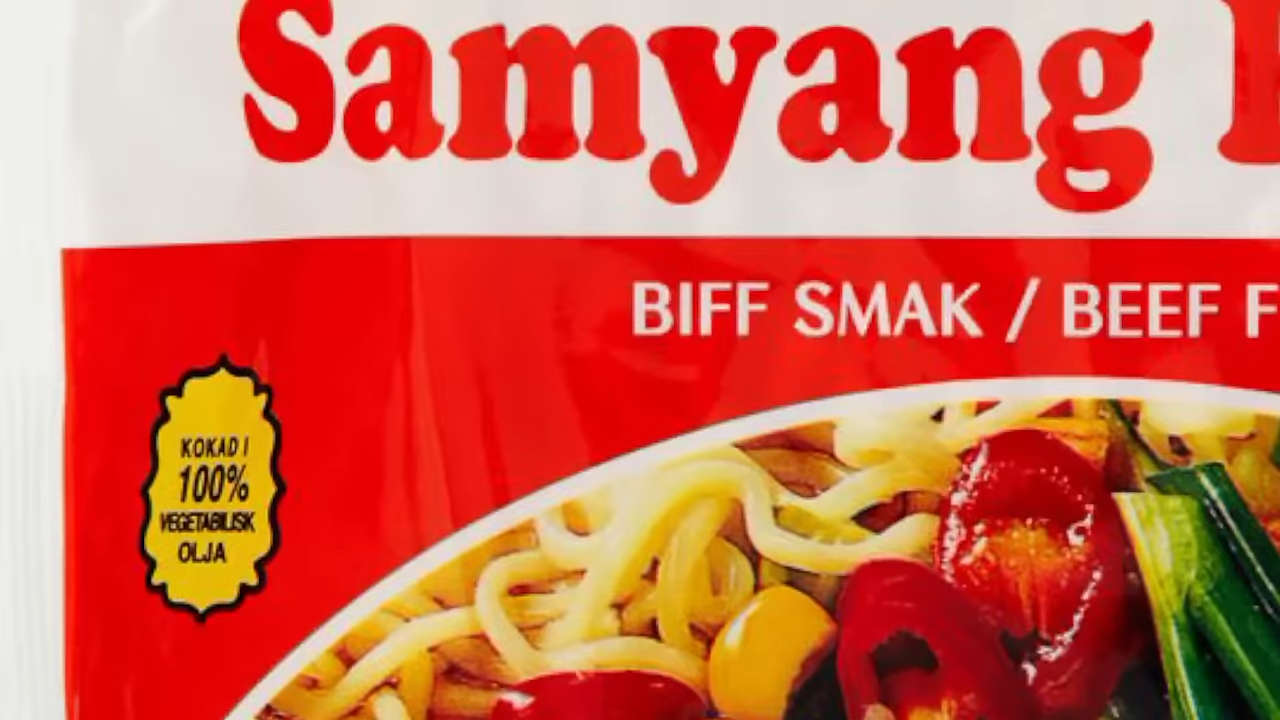 Samyang
BIFF SMAK / BEEF F
KOKAD I
100%
VEGETABILISK
OLJA